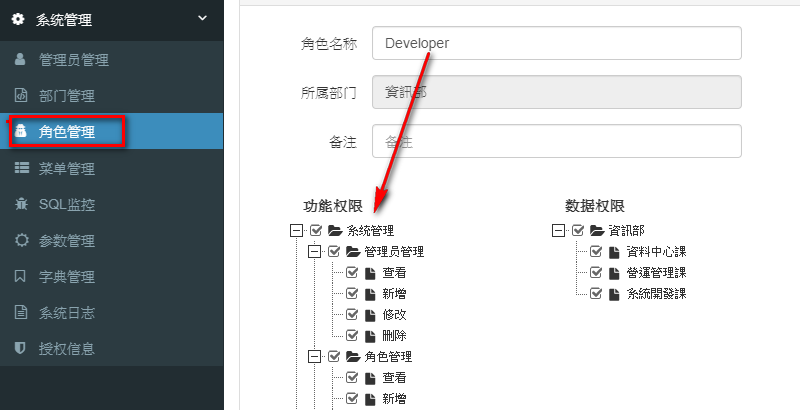 系统管理
管理员管理
部门管理
角色管理
菜单管理
SQL监控
参数管理
字典管理
系统日志
授权信息
角色名称 Developer
所属部门 資訊部
备注 备注
功能权限
系统管理
管理员管理
查看
新增
修改
删除
角色管理
查看
新增
数据权限
資訊部
資料中心課
營運管理課
系統開發課